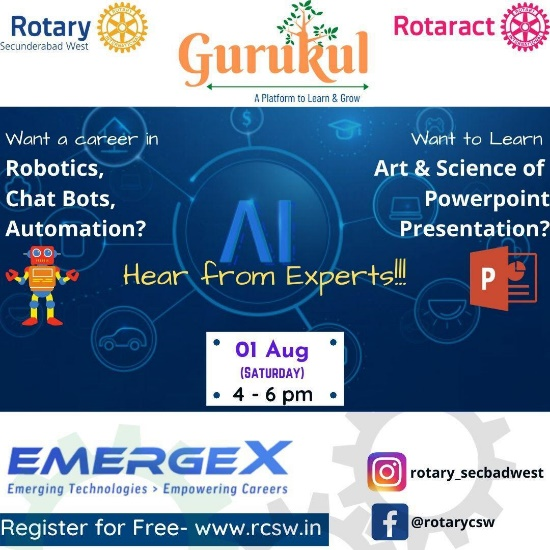 Rotary
Secunderabad West
Gurukul
A Platform to Learn & Grow
Rotaract
Want a career in
Robotics,
Chat Bots,
Automation?
Want to Learn
Art & Science of
Powerpoint
Presentation?
AI
Hear from Experts!!!
P
01 Aug
(SATURDAY)
4 - 6 pm
EMERGEX
Emerging Technologies > Empowering Careers
Register for Free- www.rcsw.in
rotary_secbadwest
@rotarycsw